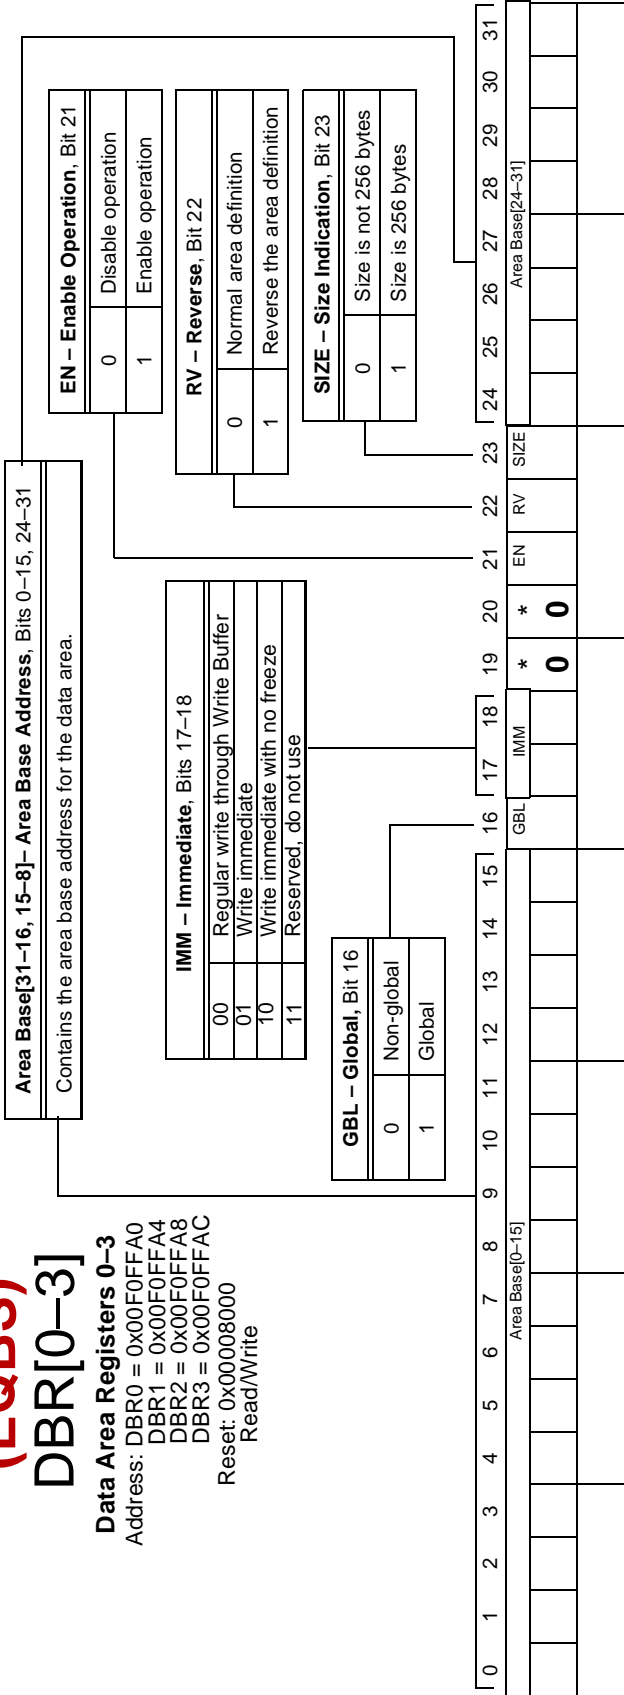 (EQBS)
DBR[0–3]
Data Area Registers 0–3
Address: DBR0 = 0x00F0FFA0
DBR1 = 0x00F0FFA4
DBR2 = 0x00F0FFA8
DBR3 = 0x00F0FFAC
Reset: 0x00008000
Read/Write
Area Base[31–16, 15–8]– Area Base Address, Bits 0–15, 24–31
Contains the area base address for the data area.
EN – Enable Operation, Bit 21
0 Disable operation
1 Enable operation
RV – Reverse, Bit 22
0 Normal area definition
1 Reverse the area definition
SIZE – Size Indication, Bit 23
0 Size is not 256 bytes
1 Size is 256 bytes
IMM – Immediate, Bits 17–18
00 Regular write through Write Buffer
01 Write immediate
10 Write immediate with no freeze
11 Reserved, do not use
GBL – Global, Bit 16
0 Non-global
1 Global
0 1 2 3 4 5 6 7 8 9 10 11 12 13 14 15 16 17 18 19 20 21 22 23 24 25 26 27 28 29 30 31
Area Base[0–15] GBL IMM * * EN RV SIZE Area Base[24–31]
0 0